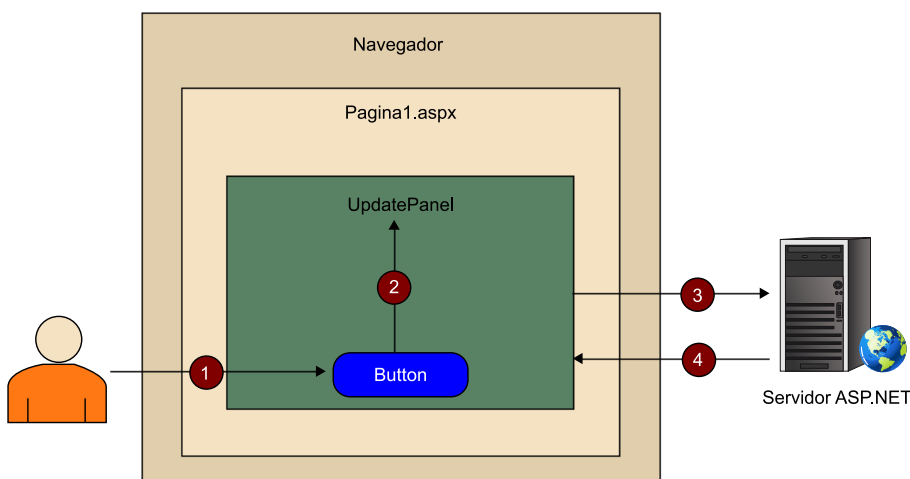 Navegador
Pagina1.aspx
UpdatePanel
2
3
1
Button
4
Servidor ASP.NET